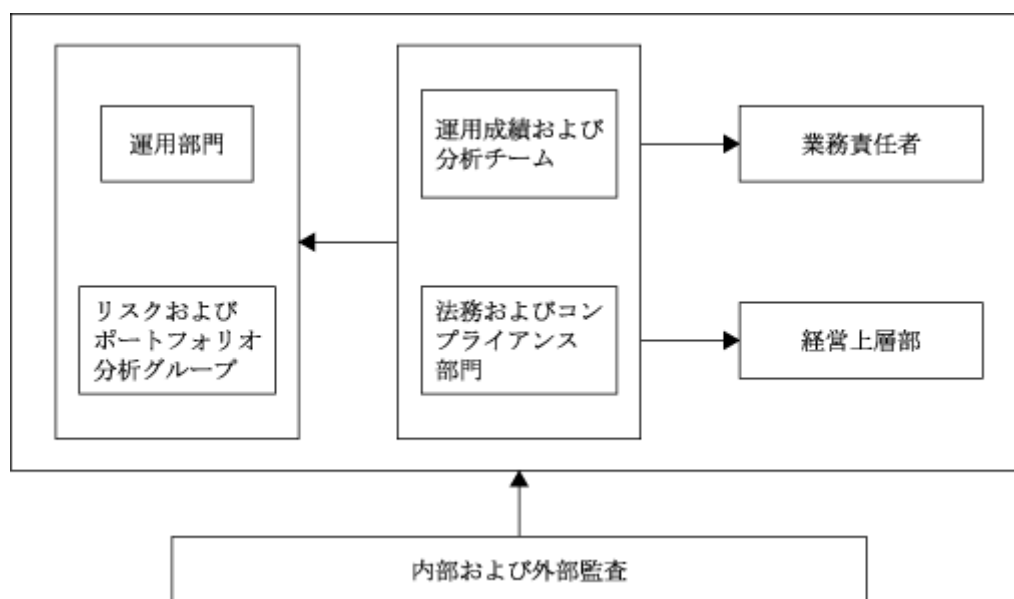 運用部門
リスクおよび
ポートフォリオ
分析グループ
運用成績および
分析チーム
法務およびコン
プライアンス
部門
業務責任者
経営上層部
内部および外部監査